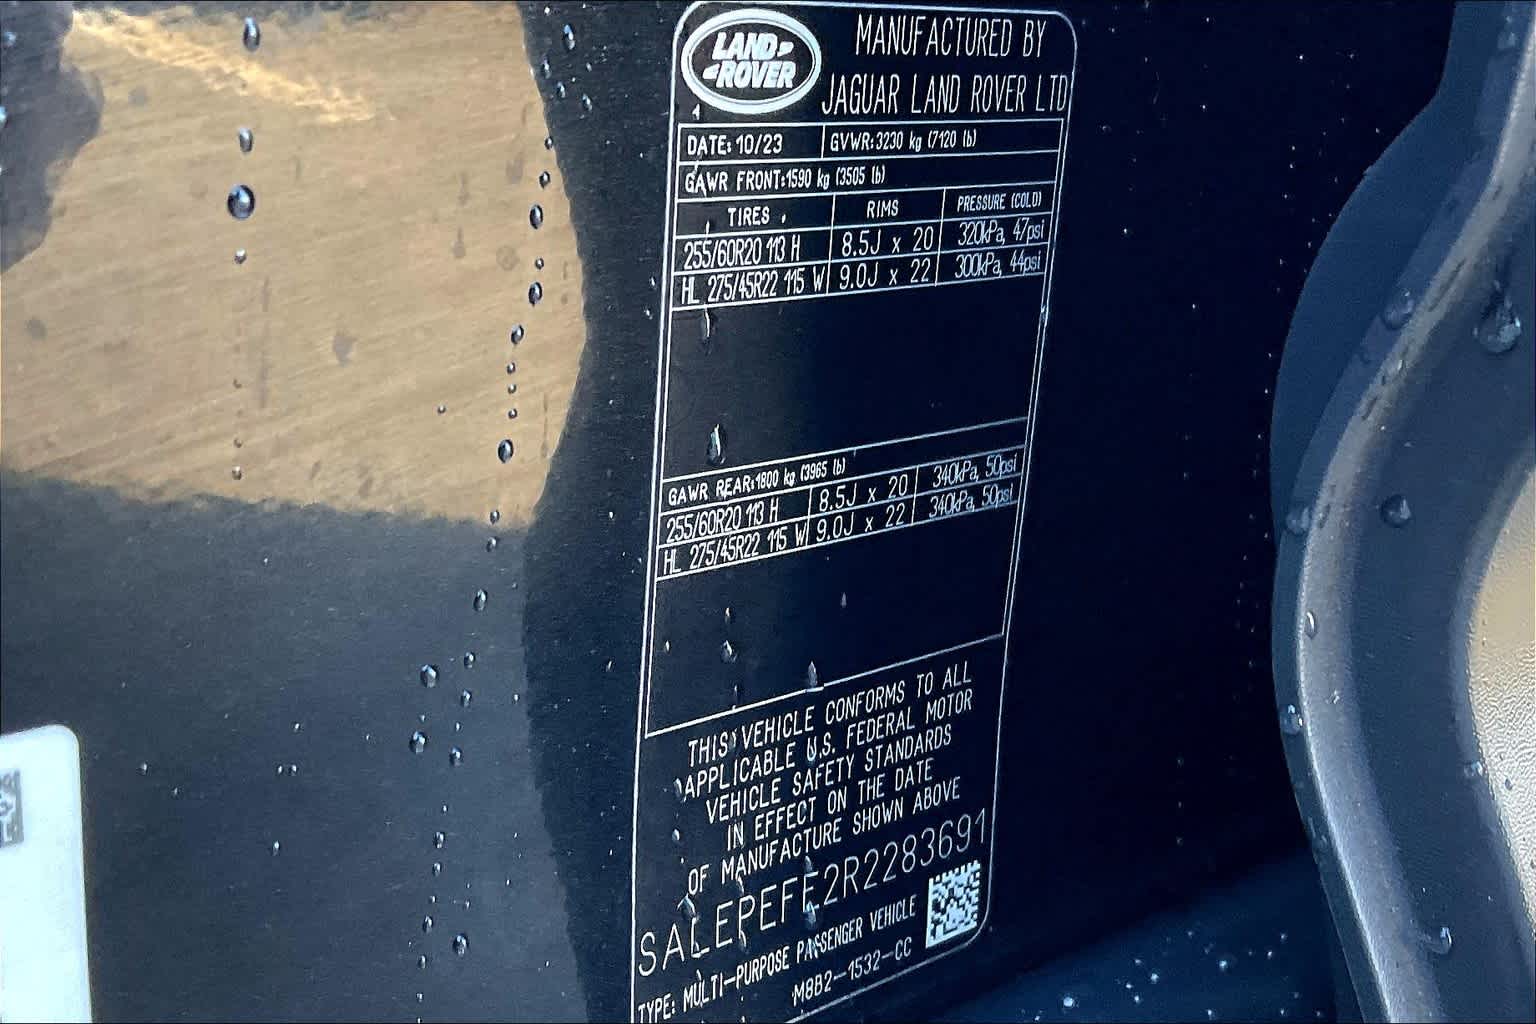 LAND ROVER
MANUFACTURED BY
JAGUAR LAND ROVER LTD
DATE: 10/23 GVWR:3230 kg (7120 lb)
GAWR FRONT:1590 kg (3505 lb)
TIRES RIMS PRESSURE (COLD)
255/60R20 113 H 8.5J x 20 320kPa, 47psi
HL 275/45R22 115 W 9.0J x 22 300kPa, 44psi
GAWR REAR:1800 kg (3965 lb)
255/60R20 113 H 8.5J x 20 340kPa, 50psi
HL 275/45R22 115 W 9.0J x 22 340kPa, 50psi
THIS VEHICLE CONFORMS TO ALL
APPLICABLE U.S. FEDERAL MOTOR
VEHICLE SAFETY STANDARDS
IN EFFECT ON THE DATE
OF MANUFACTURE SHOWN ABOVE
SALEPEFE2R2283691
TYPE: MULTI-PURPOSE PASSENGER VEHICLE
M8B2-1532-CC